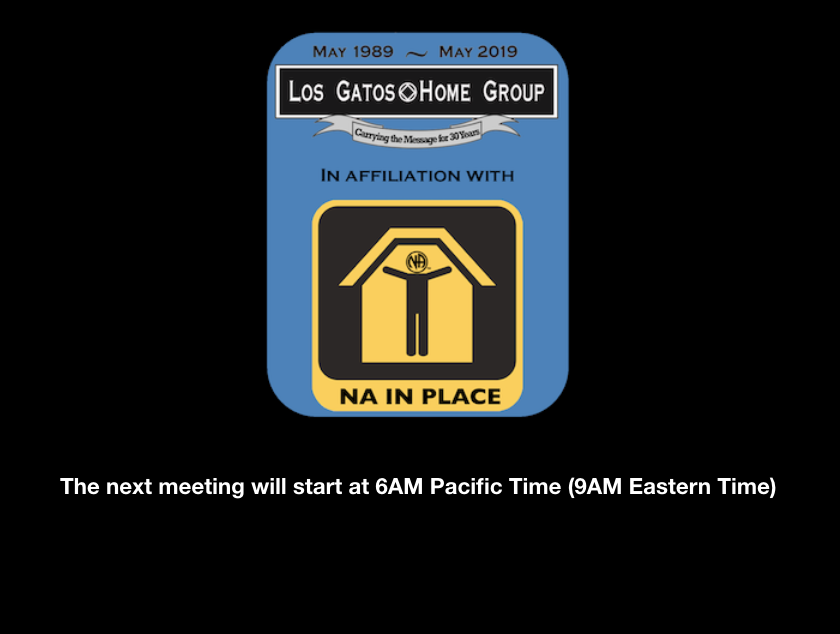 May 1989 ~ May 2019
Los Gatos Home Group
Carrying the Message for 30 Years
In affiliation with
NA
NA IN PLACE
The next meeting will start at 6AM Pacific Time (9AM Eastern Time)